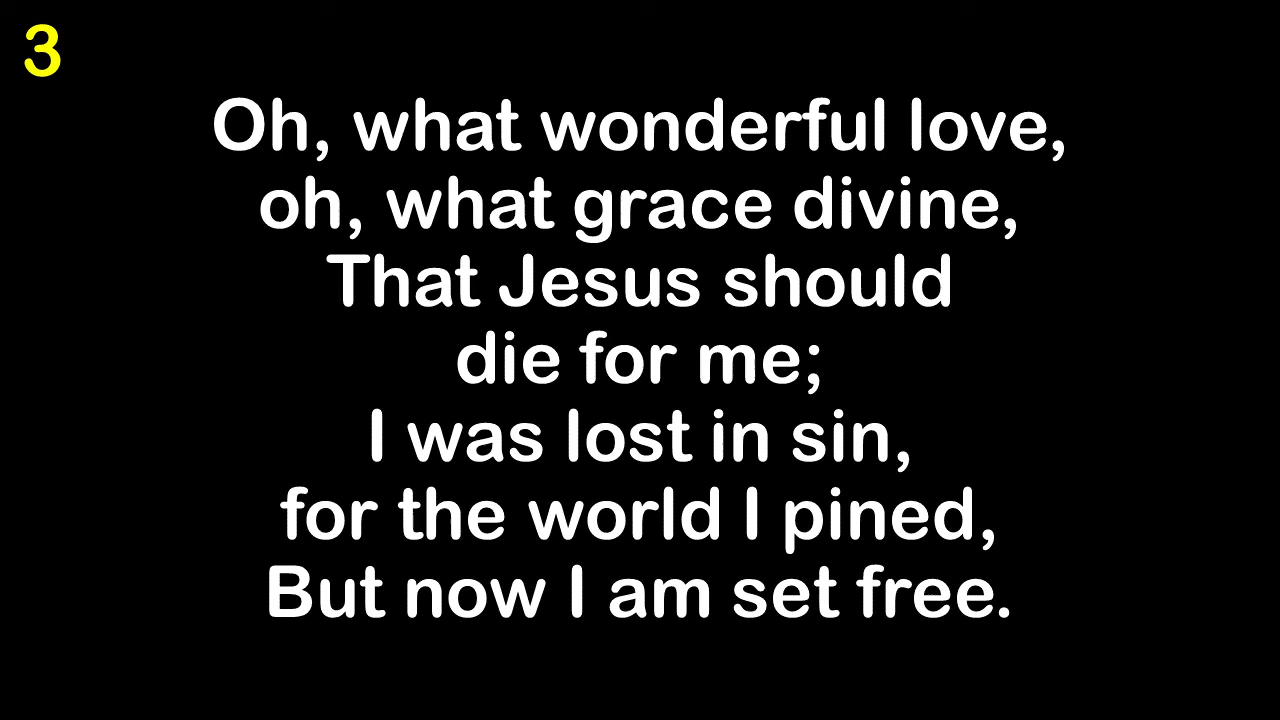 3
Oh, what wonderful love,
oh, what grace divine,
That Jesus should
die for me;
I was lost in sin,
for the world I pined,
But now I am set free.